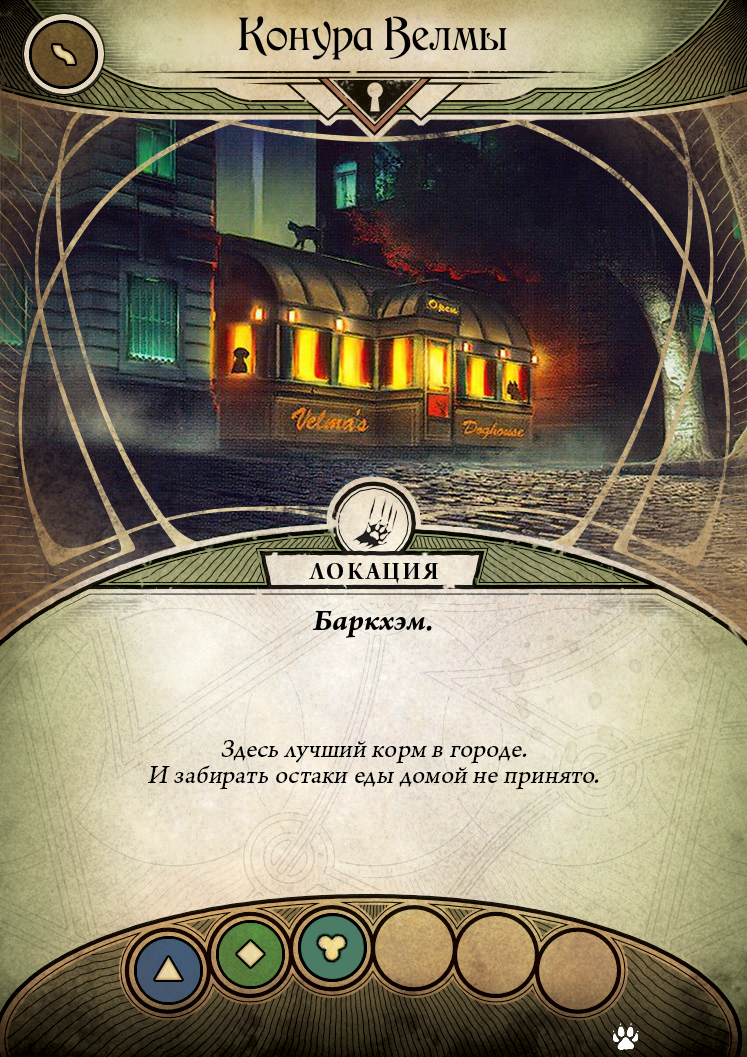 Конура Велмы
Open
Velma's
Doghouse
ЛОКАЦИЯ
Баркхэм.
Здесь лучший корм в городе.
И забирать остаки еды домой не принято.